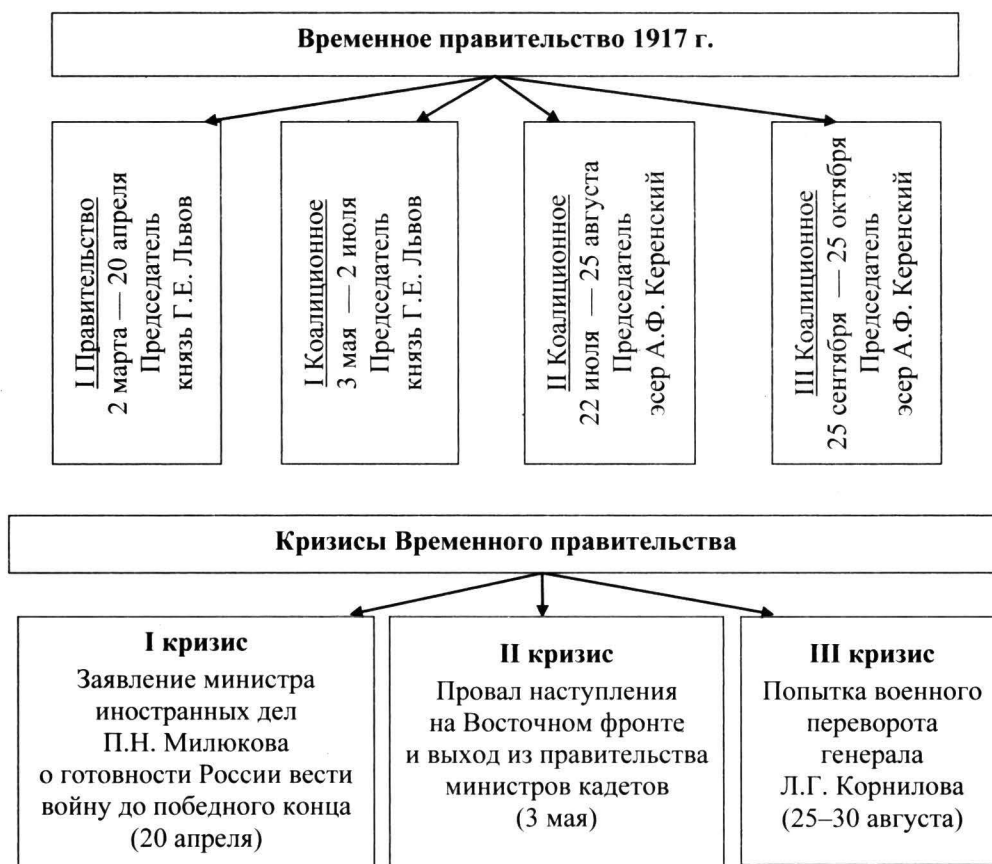 Временное правительство 1917 г.
I Правительство
2 марта — 20 апреля
Председатель
князь Г.Е. Львов
I Коалиционное
3 мая — 2 июля
Председатель
князь Г.Е. Львов
II Коалиционное
22 июля — 25 августа
Председатель
эсер А.Ф. Керенский
III Коалиционное
25 сентября — 25 октября
Председатель
эсер А.Ф. Керенский
Кризисы Временного правительства
I кризис
Заявление министра
иностранных дел
П.Н. Милюкова
о готовности России вести
войну до победного конца
(20 апреля)
II кризис
Провал наступления
на Восточном фронте
и выход из правительства
министров кадетов
(3 мая)
III кризис
Попытка военного
переворота
генерала
Л.Г. Корнилова
(25–30 августа)